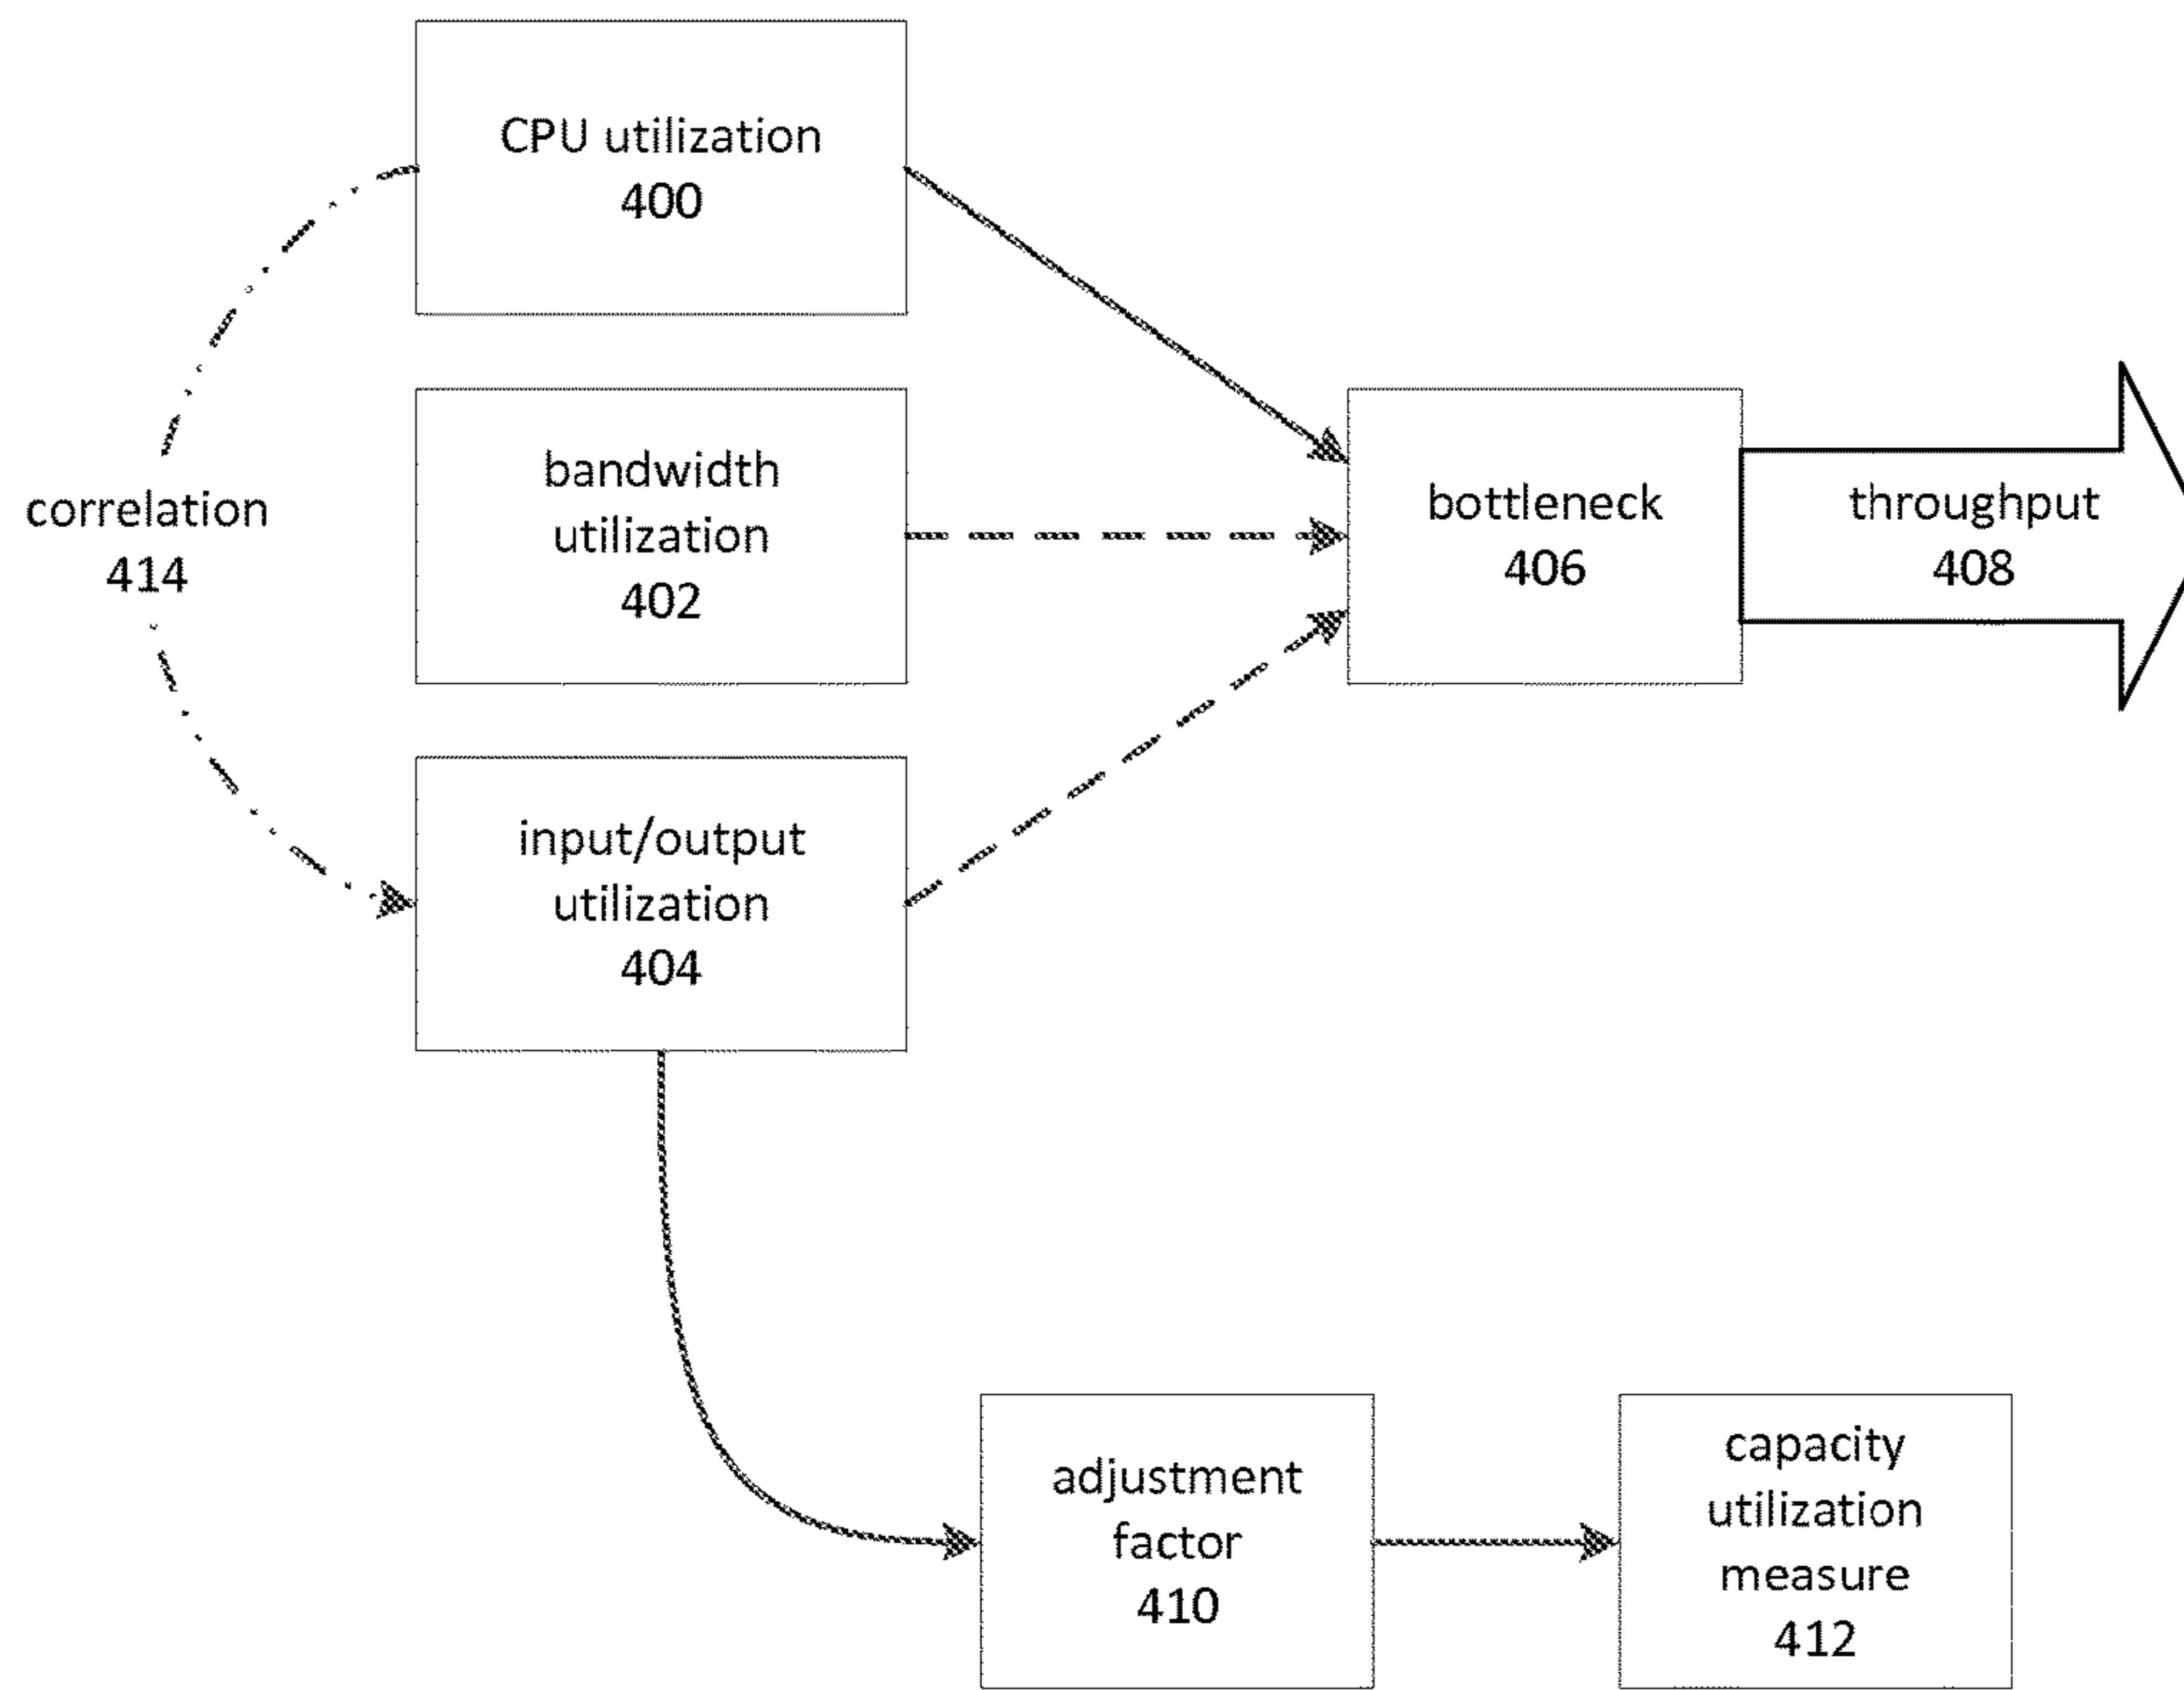 CPU utilization
400
bandwidth
utilization
402
correlation
414
input/output
utilization
404
bottleneck
406
throughput
408
adjustment
factor
410
capacity
utilization
measure
412